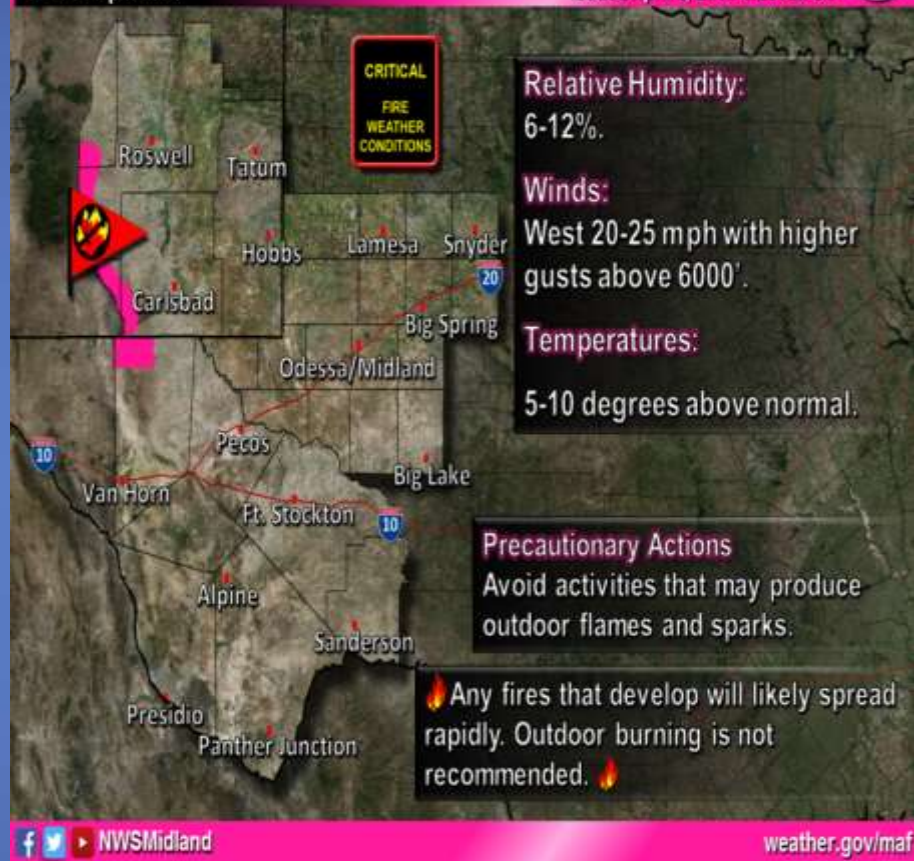 CRITICAL
FIRE
WEATHER
CONDITIONS
Relative Humidity:
6-12%.
Winds:
West 20-25 mph with higher
gusts above 6000'.
Temperatures:
5-10 degrees above normal.
Roswell
Tatum
Hobbs
Lamesa
Snyder
20
Carlsbad
Big Spring
Odessa/Midland
Pecos
10
Big Lake
Van Horn
Ft. Stockton
10
Alpine
Sanderson
Presidio
Panther Junction
Precautionary Actions
Avoid activities that may produce
outdoor flames and sparks.
Any fires that develop will likely spread
rapidly. Outdoor burning is not
recommended.
NWSMidland
weather.gov/maf